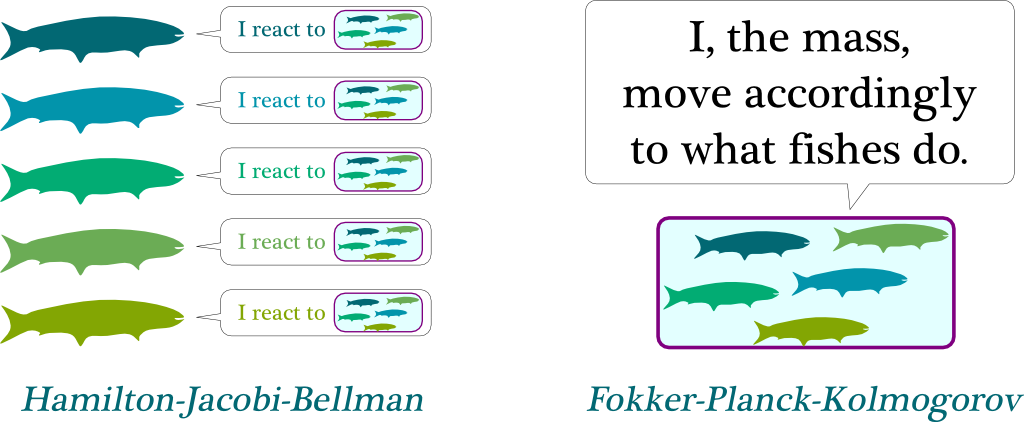 I react to
I react to
I react to
I react to
I react to
Hamilton-Jacobi-Bellman
I, the mass,
move accordingly
to what fishes do.
Fokker-Planck-Kolmogorov